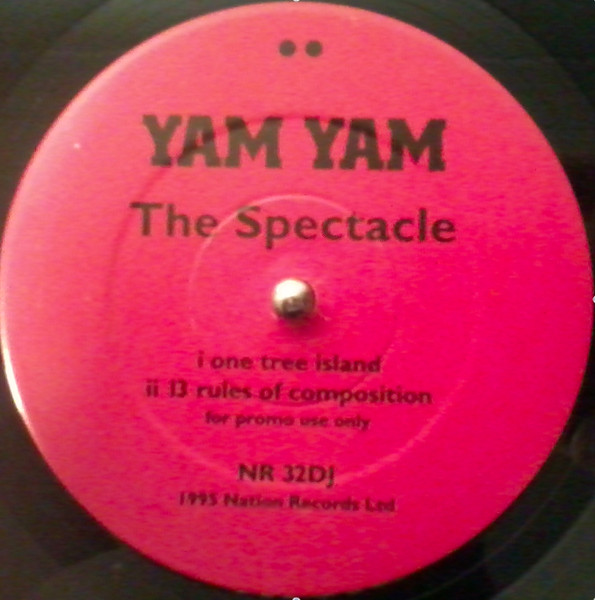 YAM YAM
The Spectacle
i one tree island
ii 13 rules of composition
for promo use only
NR 32DJ
1995 Nation Records Ltd